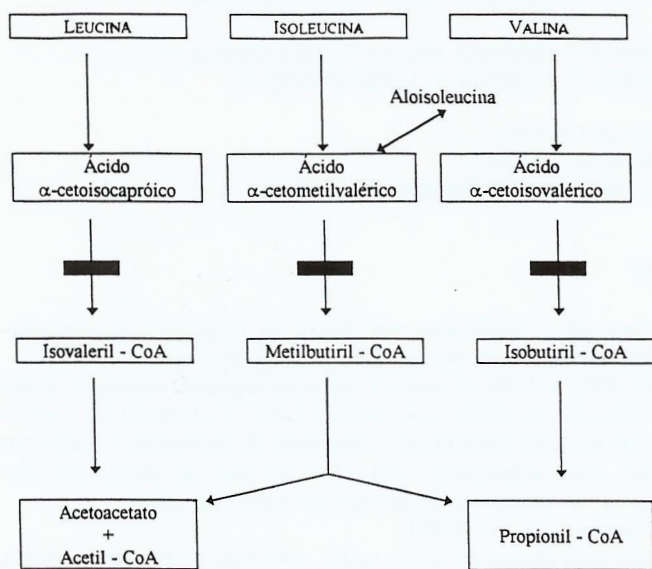 LEUCINA
ISOLEUCINA
VALINA
Aloisoleucina
Ácido
α-cetoisocapróico
Ácido
α-cetometilvalérico
Ácido
α-cetoisovalérico
Isovaleril - CoA
Metilbutiril - CoA
Isobutiril - CoA
Acetoacetato
+
Acetil - CoA
Propionil - CoA